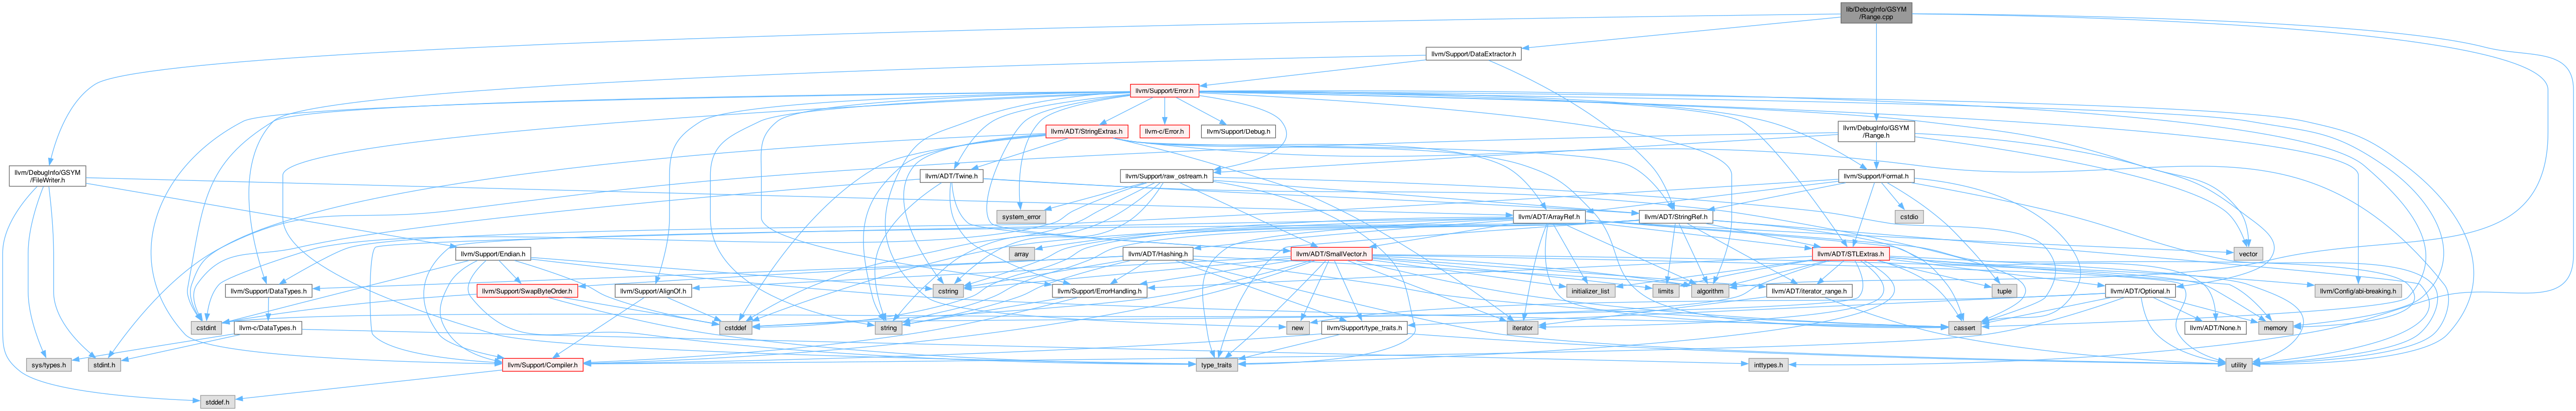 lib/DebugInfo/GSYM
/Range.cpp
llvm/Support/DataExtractor.h
llvm/Support/Error.h
llvm/ADT/StringExtras.h
llvm-c/Error.h
llvm/Support/Debug.h
llvm/DebugInfo/GSYM
/Range.h
llvm/DebugInfo/GSYM
/FileWriter.h
llvm/ADT/Twine.h
llvm/Support/raw_ostream.h
llvm/Support/Format.h
system_error
llvm/ADT/ArrayRef.h
llvm/ADT/StringRef.h
cstdio
llvm/Support/Endian.h
array
llvm/ADT/Hashing.h
llvm/ADT/SmallVector.h
llvm/ADT/STLExtras.h
vector
llvm/Support/DataTypes.h
llvm/Support/SwapByteOrder.h
llvm/Support/AlignOf.h
cstring
llvm/Support/ErrorHandling.h
initializer_list
limits
algorithm
llvm/ADT/iterator_range.h
tuple
llvm/ADT/Optional.h
llvm/Config/abi-breaking.h
cstdint
llvm-c/DataTypes.h
cstddef
string
new
llvm/Support/type_traits.h
iterator
cassert
llvm/ADT/None.h
memory
sys/types.h
stdint.h
llvm/Support/Compiler.h
type_traits
inttypes.h
utility
stddef.h